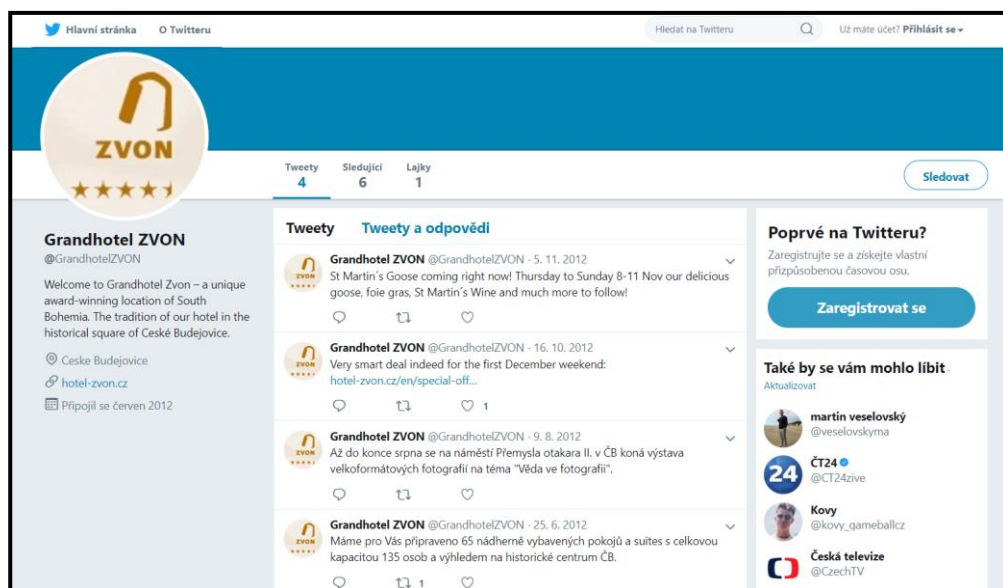 Hlavní stránka O Twitteru
Hledat na Twitteru
Už máte účet? Přihlásit se
ZVON
Tweety 4
Sledující 6
Lajky 1
Sledovat
Grandhotel ZVON
@GrandhotelZVON
Welcome to Grandhotel Zvon – a unique
award-winning location of South
Bohemia. The tradition of our hotel in the
historical square of Ceské Budejovice.
Ceske Budejovice
hotel-zvon.cz
Připojil se červen 2012
Tweety Tweety a odpovědi
ZVON
Grandhotel ZVON @GrandhotelZVON · 5. 11. 2012
St Martin´s Goose coming right now! Thursday to Sunday 8-11 Nov our delicious
goose, foie gras, St Martin´s Wine and much more to follow!
ZVON
Grandhotel ZVON @GrandhotelZVON · 16. 10. 2012
Very smart deal indeed for the first December weekend:
hotel-zvon.cz/en/special-off...
1
ZVON
Grandhotel ZVON @GrandhotelZVON · 9. 8. 2012
Až do konce srpna se na náměstí Přemysla otakara II. v ČB koná výstava
velkoformátových fotografií na téma "Věda ve fotografii".
ZVON
Grandhotel ZVON @GrandhotelZVON · 25. 6. 2012
Máme pro Vás připraveno 65 nádherně vybavených pokojů a suites s celkovou
kapacitou 135 osob a výhledem na historické centrum ČB.
1
Poprvé na Twitteru?
Zaregistrujte se a získejte vlastní
přizpůsobenou časovou osu.
Zaregistrovat se
Také by se vám mohlo líbit ·
Aktualizovat
martin veselovský
@veselovskyma
24
ČT24
@CT24zive
Kovy
@kovy_gameballcz
Česká televize
@CzechTV